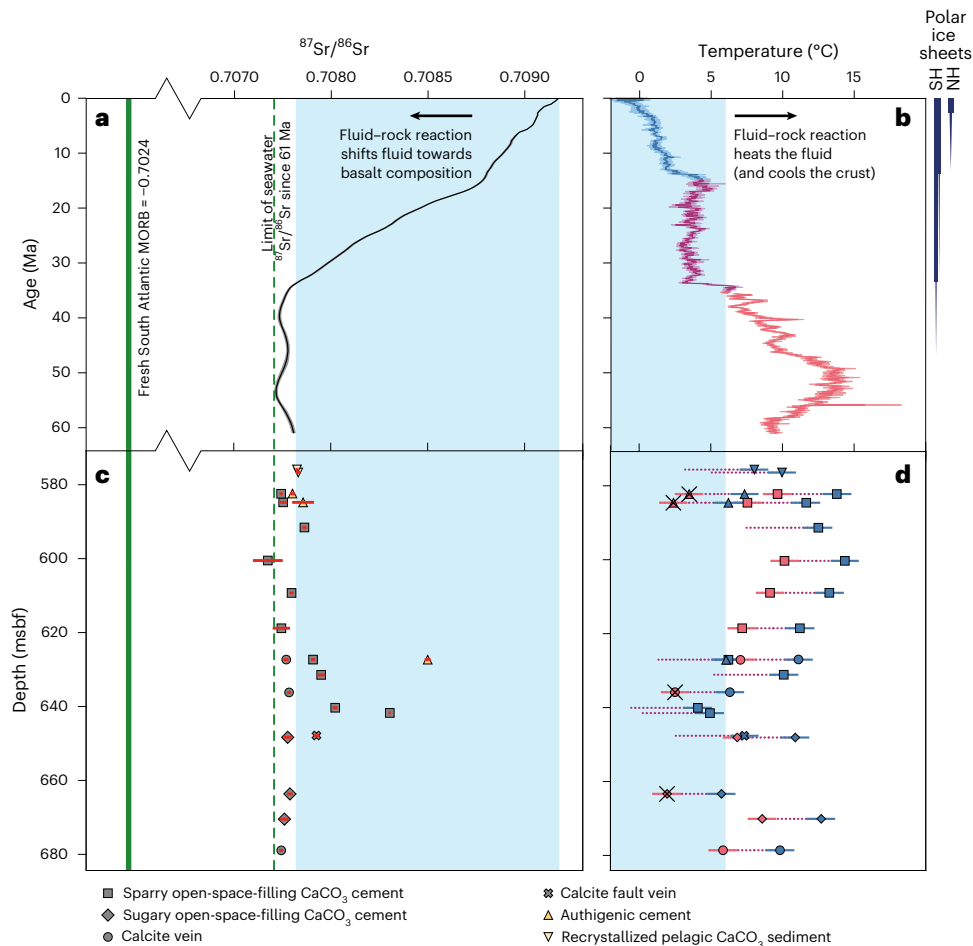 Polar
ice
sheets
SH
NH
a
87Sr/86Sr
0.7070
0.7080
0.7085
0.7090
b
Temperature (°C)
0
5
10
15
Age (Ma)
0
10
20
30
40
50
60
Fresh South Atlantic MORB = ~0.7024
Limit of seawater
87Sr/86Sr since 61 Ma
Fluid–rock reaction
shifts fluid towards
basalt composition
Fluid–rock reaction
heats the fluid
(and cools the crust)
c
d
Depth (msbf)
580
600
620
640
660
680
Sparry open-space-filling CaCO3 cement
Sugary open-space-filling CaCO3 cement
Calcite vein
Calcite fault vein
Authigenic cement
Recrystallized pelagic CaCO3 sediment